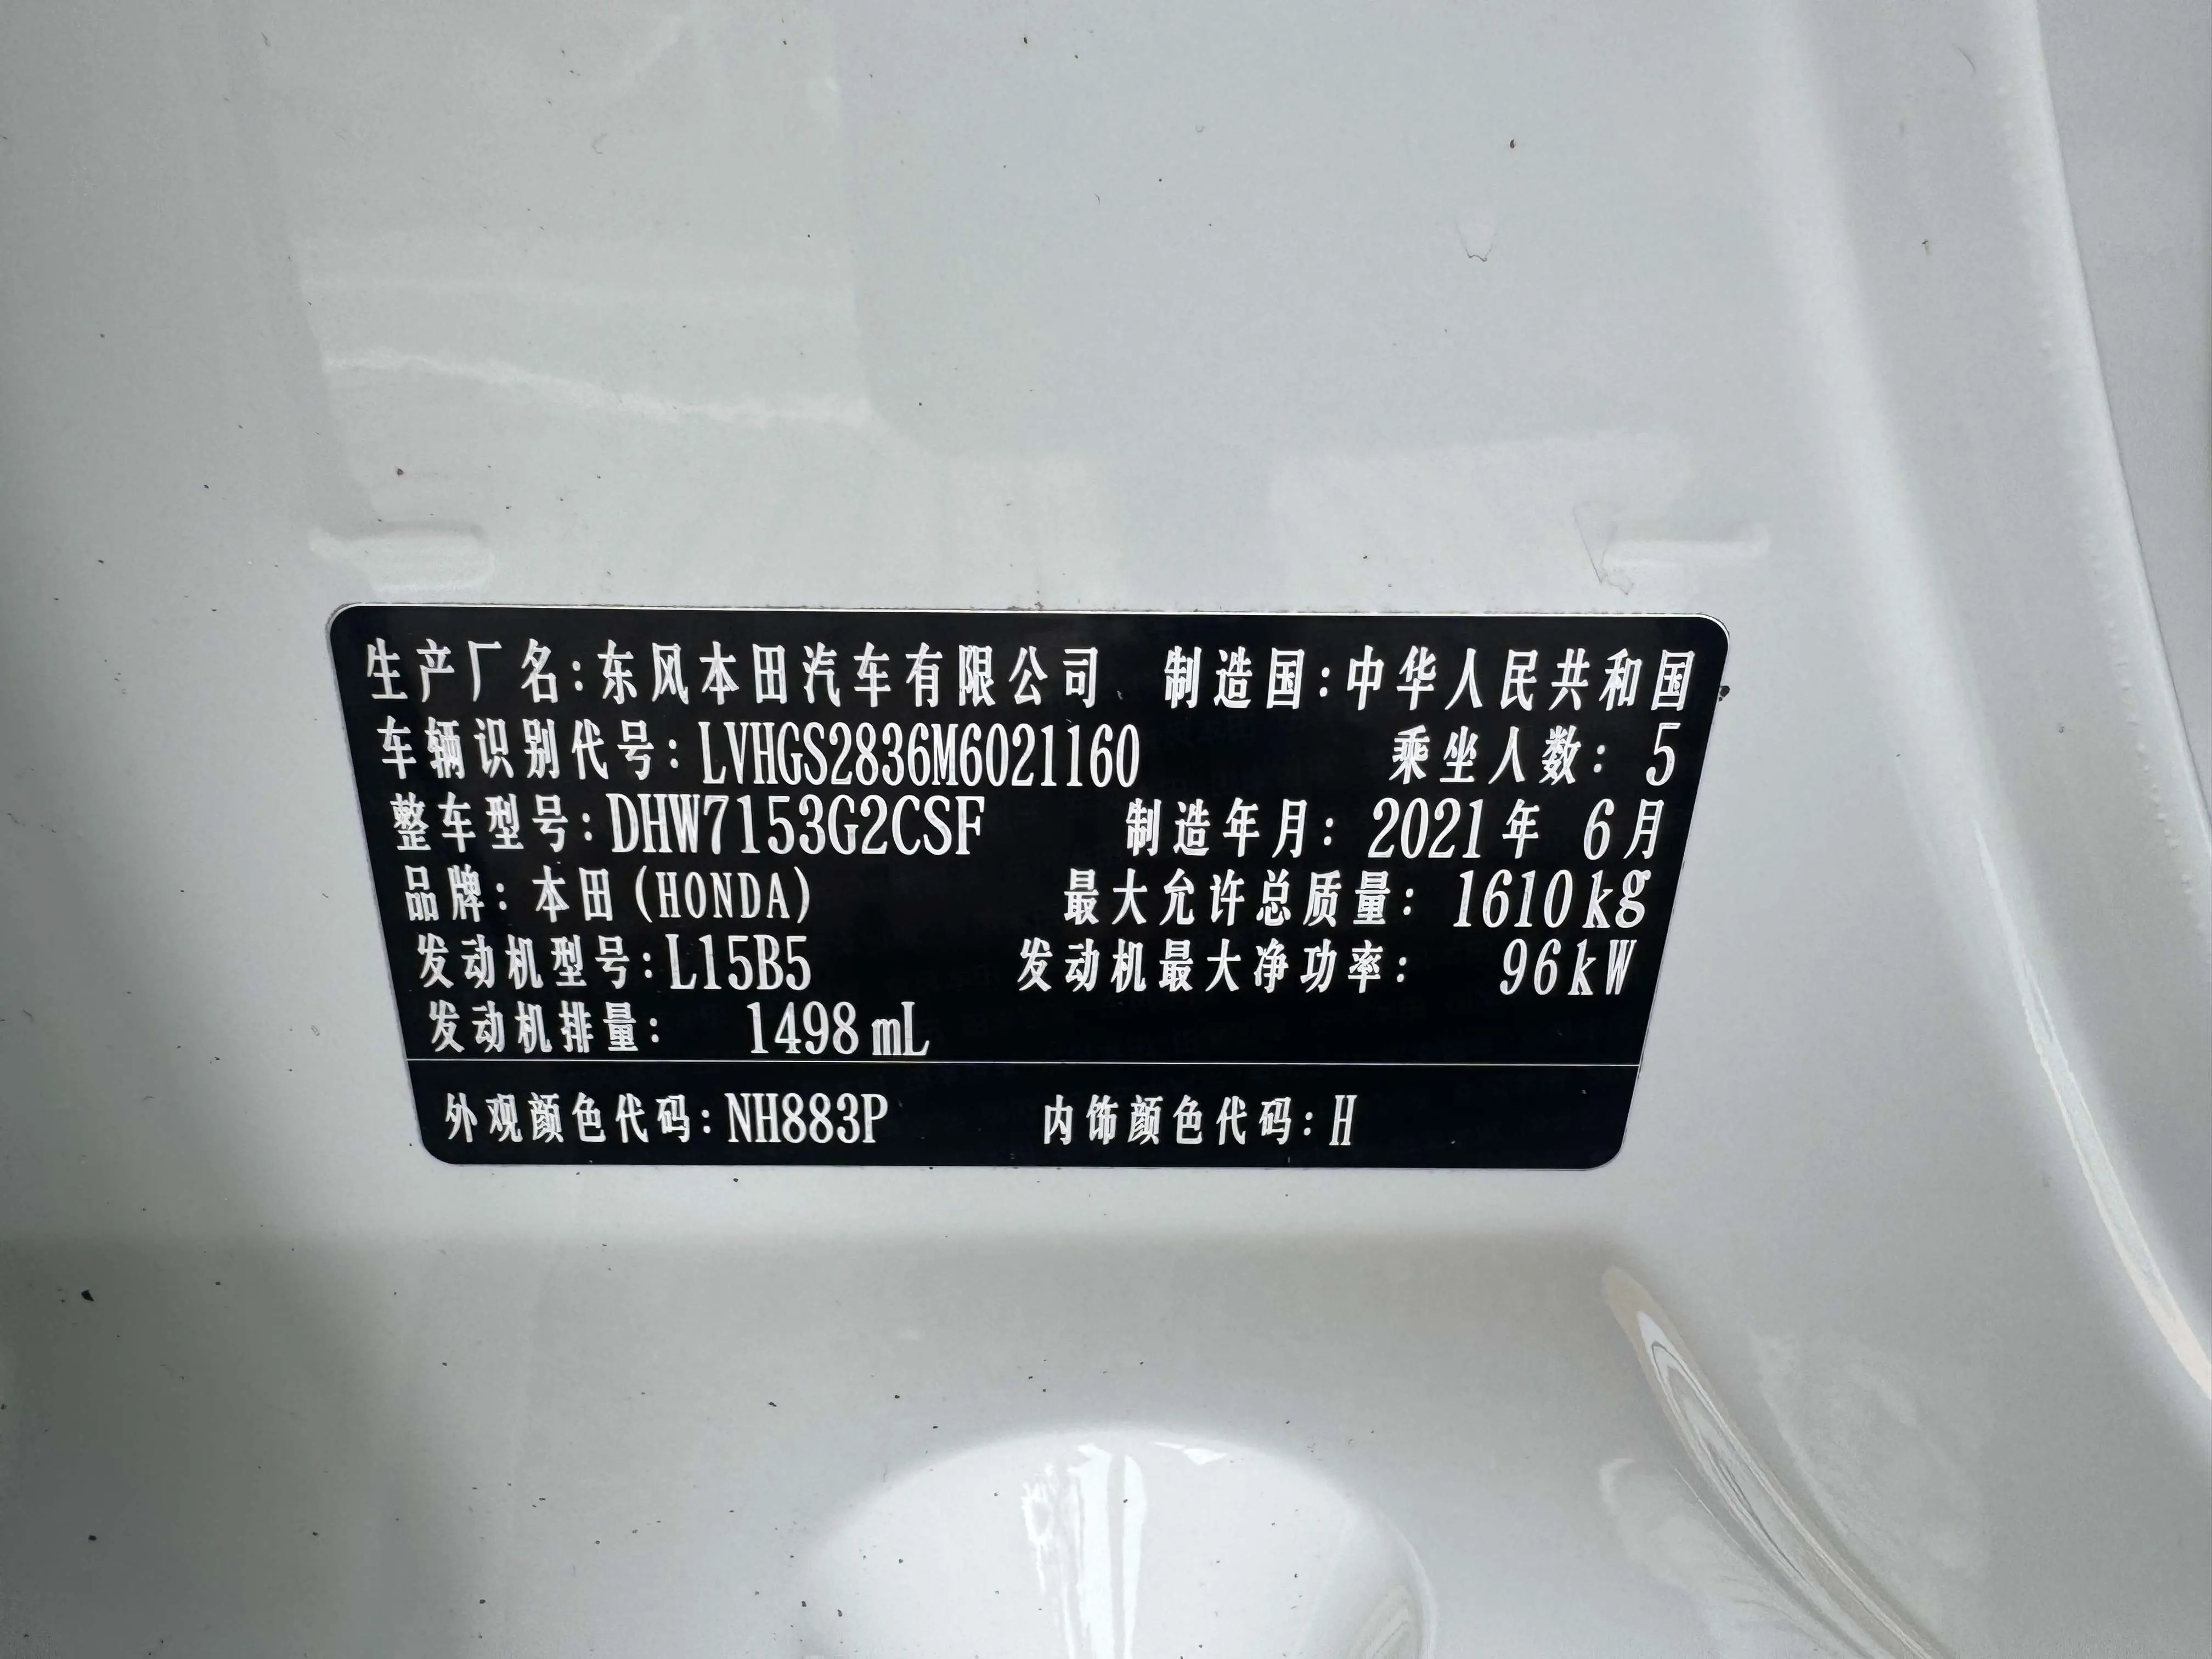 生产厂名:东风本田汽车有限公司 制造国:中华人民共和国
车辆识别代号:LVHGS2836M6021160 乘坐人数: 5
整车型号:DHW7153G2CSF 制造年月: 2021年 6月
品牌: 本田(HONDA) 最大允许总质量: 1610kg
发动机型号:L15B5 发动机最大净功率: 96kW
发动机排量: 1498mL
外观颜色代码:NH883P 内饰颜色代码:H